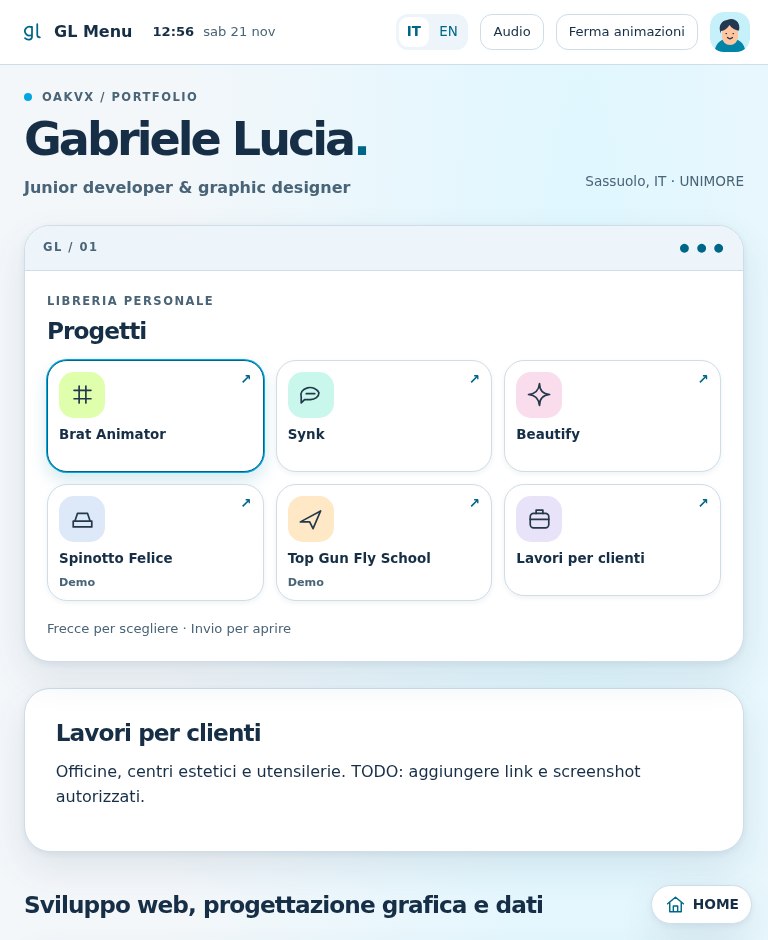 gl GL Menu 12:56 sab 21 nov IT EN Audio Ferma animazioni
OAKVX / PORTFOLIO
Gabriele Lucia.
Junior developer & graphic designer
Sassuolo, IT · UNIMORE
GL / 01
LIBRERIA PERSONALE
Progetti
Brat Animator
Synk
Beautify
Spinotto Felice
Demo
Top Gun Fly School
Demo
Lavori per clienti
Frecce per scegliere · Invio per aprire
Lavori per clienti
Officine, centri estetici e utensilerie. TODO: aggiungere link e screenshot
autorizzati.
Sviluppo web, progettazione grafica e dati
HOME